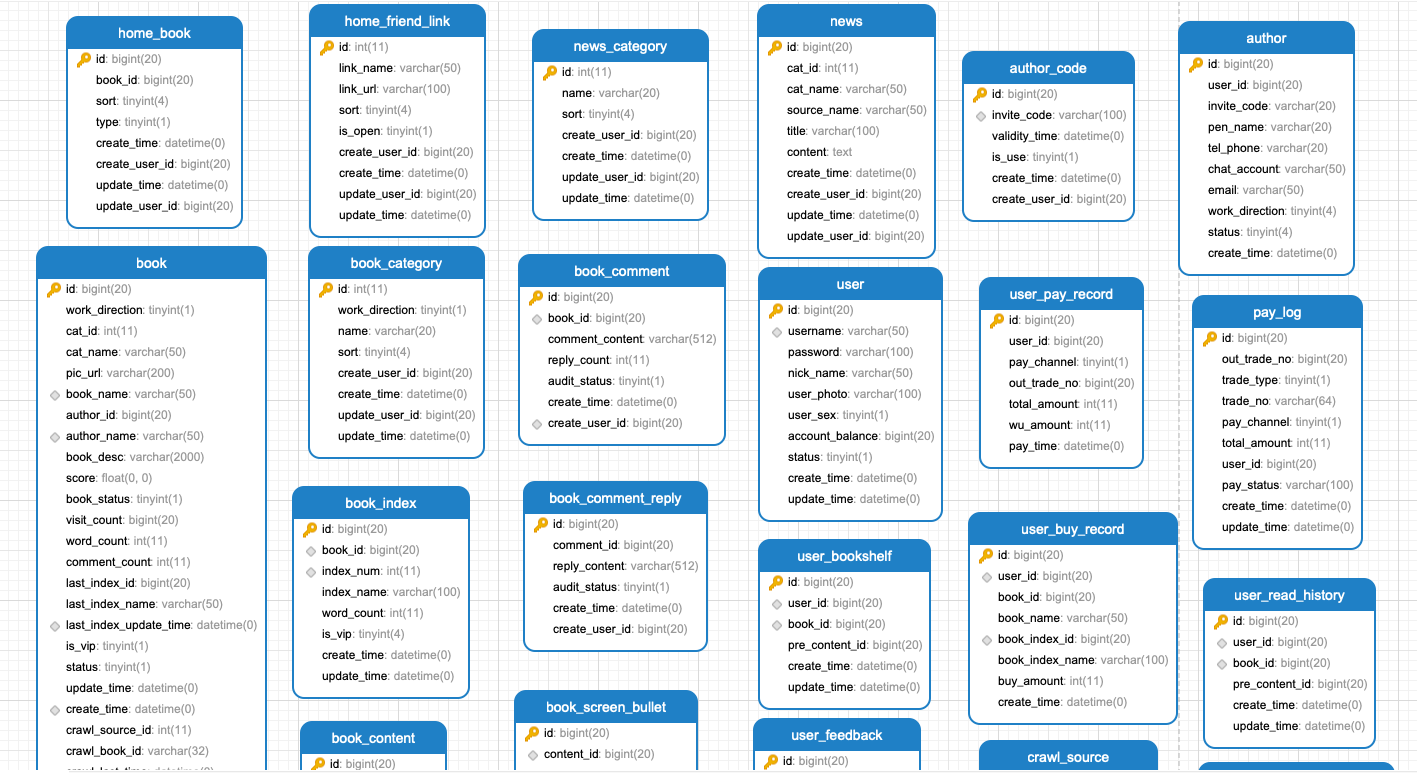 home_book
id: bigint(20)
book_id: bigint(20)
sort: tinyint(4)
type: tinyint(1)
create_time: datetime(0)
create_user_id: bigint(20)
update_time: datetime(0)
update_user_id: bigint(20)
home_friend_link
id: int(11)
link_name: varchar(50)
link_url: varchar(100)
sort: tinyint(4)
is_open: tinyint(1)
create_user_id: bigint(20)
create_time: datetime(0)
update_user_id: bigint(20)
update_time: datetime(0)
news_category
id: int(11)
name: varchar(20)
sort: tinyint(4)
create_user_id: bigint(20)
create_time: datetime(0)
update_user_id: bigint(20)
update_time: datetime(0)
news
id: bigint(20)
cat_id: int(11)
cat_name: varchar(50)
source_name: varchar(50)
title: varchar(100)
content: text
create_time: datetime(0)
create_user_id: bigint(20)
update_time: datetime(0)
update_user_id: bigint(20)
author_code
id: bigint(20)
invite_code: varchar(100)
validity_time: datetime(0)
is_use: tinyint(1)
create_time: datetime(0)
create_user_id: bigint(20)
author
id: bigint(20)
user_id: bigint(20)
invite_code: varchar(20)
pen_name: varchar(20)
tel_phone: varchar(20)
chat_account: varchar(50)
email: varchar(50)
work_direction: tinyint(4)
status: tinyint(4)
create_time: datetime(0)
book
id: bigint(20)
work_direction: tinyint(1)
cat_id: int(11)
cat_name: varchar(50)
pic_url: varchar(200)
book_name: varchar(50)
author_id: bigint(20)
author_name: varchar(50)
book_desc: varchar(2000)
score: float(0, 0)
book_status: tinyint(1)
visit_count: bigint(20)
word_count: int(11)
comment_count: int(11)
last_index_id: bigint(20)
last_index_name: varchar(50)
last_index_update_time: datetime(0)
is_vip: tinyint(1)
status: tinyint(1)
update_time: datetime(0)
create_time: datetime(0)
crawl_source_id: int(11)
crawl_book_id: varchar(32)
book_category
id: int(11)
work_direction: tinyint(1)
name: varchar(20)
sort: tinyint(4)
create_user_id: bigint(20)
create_time: datetime(0)
update_user_id: bigint(20)
update_time: datetime(0)
book_comment
id: bigint(20)
book_id: bigint(20)
comment_content: varchar(512)
reply_count: int(11)
audit_status: tinyint(1)
create_time: datetime(0)
create_user_id: bigint(20)
user
id: bigint(20)
username: varchar(50)
password: varchar(100)
nick_name: varchar(50)
user_photo: varchar(100)
user_sex: tinyint(1)
account_balance: bigint(20)
status: tinyint(1)
create_time: datetime(0)
update_time: datetime(0)
user_pay_record
id: bigint(20)
user_id: bigint(20)
pay_channel: tinyint(1)
out_trade_no: bigint(20)
total_amount: int(11)
wu_amount: int(11)
pay_time: datetime(0)
pay_log
id: bigint(20)
out_trade_no: bigint(20)
trade_type: tinyint(1)
trade_no: varchar(64)
pay_channel: tinyint(1)
total_amount: int(11)
user_id: bigint(20)
pay_status: varchar(100)
create_time: datetime(0)
update_time: datetime(0)
book_index
id: bigint(20)
book_id: bigint(20)
index_num: int(11)
index_name: varchar(100)
word_count: int(11)
is_vip: tinyint(4)
create_time: datetime(0)
update_time: datetime(0)
book_comment_reply
id: bigint(20)
comment_id: bigint(20)
reply_content: varchar(512)
audit_status: tinyint(1)
create_time: datetime(0)
create_user_id: bigint(20)
user_bookshelf
id: bigint(20)
user_id: bigint(20)
book_id: bigint(20)
pre_content_id: bigint(20)
create_time: datetime(0)
update_time: datetime(0)
user_buy_record
id: bigint(20)
user_id: bigint(20)
book_id: bigint(20)
book_name: varchar(50)
book_index_id: bigint(20)
book_index_name: varchar(100)
buy_amount: int(11)
create_time: datetime(0)
user_read_history
id: bigint(20)
user_id: bigint(20)
book_id: bigint(20)
pre_content_id: bigint(20)
create_time: datetime(0)
update_time: datetime(0)
book_content
id: bigint(20)
book_screen_bullet
id: bigint(20)
content_id: bigint(20)
user_feedback
id: bigint(20)
crawl_source